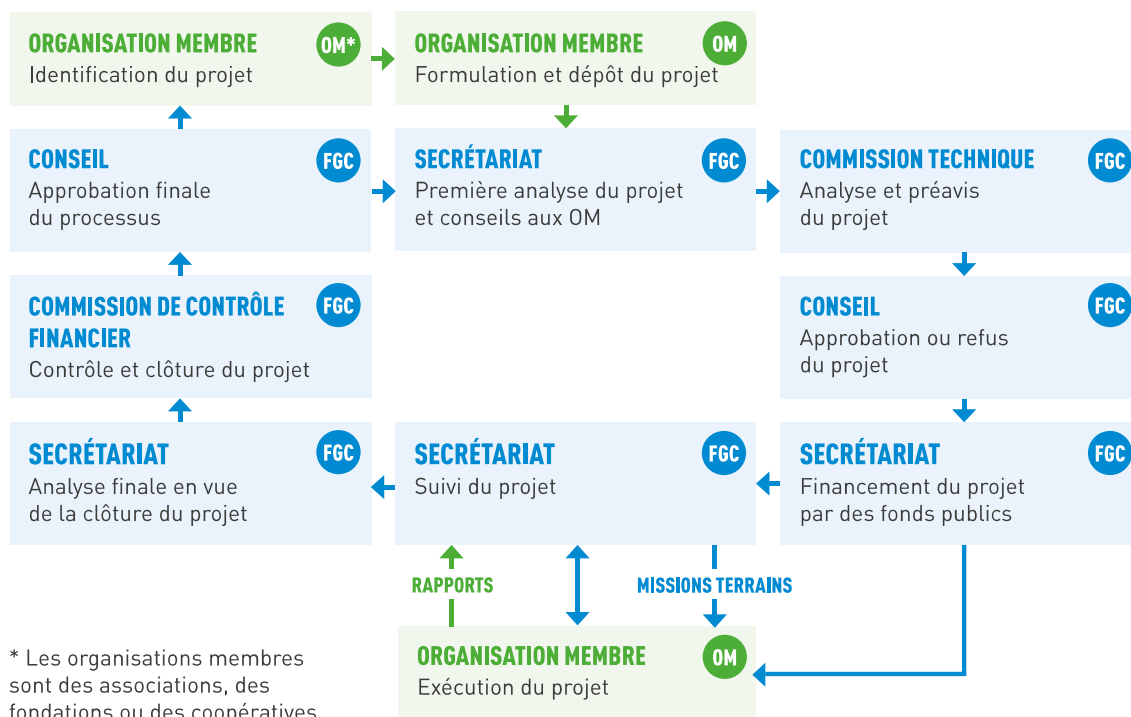 ORGANISATION MEMBRE
OM*
Identification du projet
ORGANISATION MEMBRE
OM
Formulation et dépôt du projet
CONSEIL
FGC
Approbation finale
du processus
SECRÉTARIAT
FGC
Première analyse du projet
et conseils aux OM
COMMISSION TECHNIQUE
FGC
Analyse et préavis
du projet
COMMISSION DE CONTRÔLE
FINANCIER
FGC
Contrôle et clôture du projet
CONSEIL
FGC
Approbation ou refus
du projet
SECRÉTARIAT
FGC
Analyse finale en vue
de la clôture du projet
SECRÉTARIAT
FGC
Suivi du projet
SECRÉTARIAT
FGC
Financement du projet
par des fonds publics
RAPPORTS
MISSIONS TERRAINS
ORGANISATION MEMBRE
OM
Exécution du projet
* Les organisations membres
sont des associations, des
fondations ou des coopératives